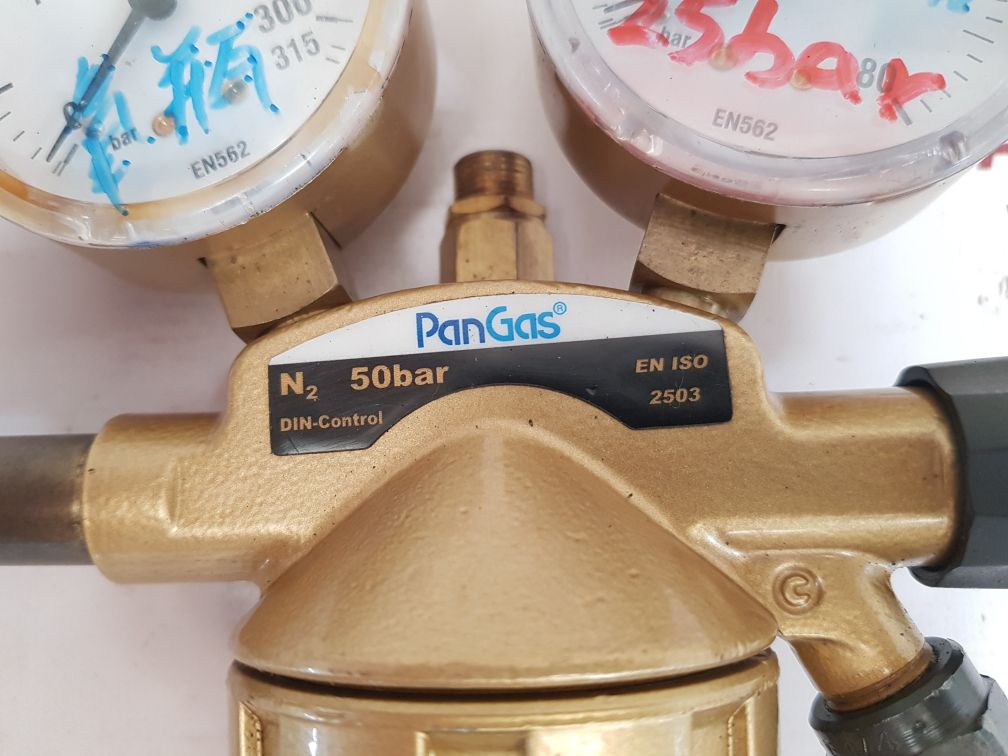 300
315
bar
EN562
25bar
bar
80
EN562
PanGas®
N₂ 50bar
DIN-Control
EN ISO
2503
©